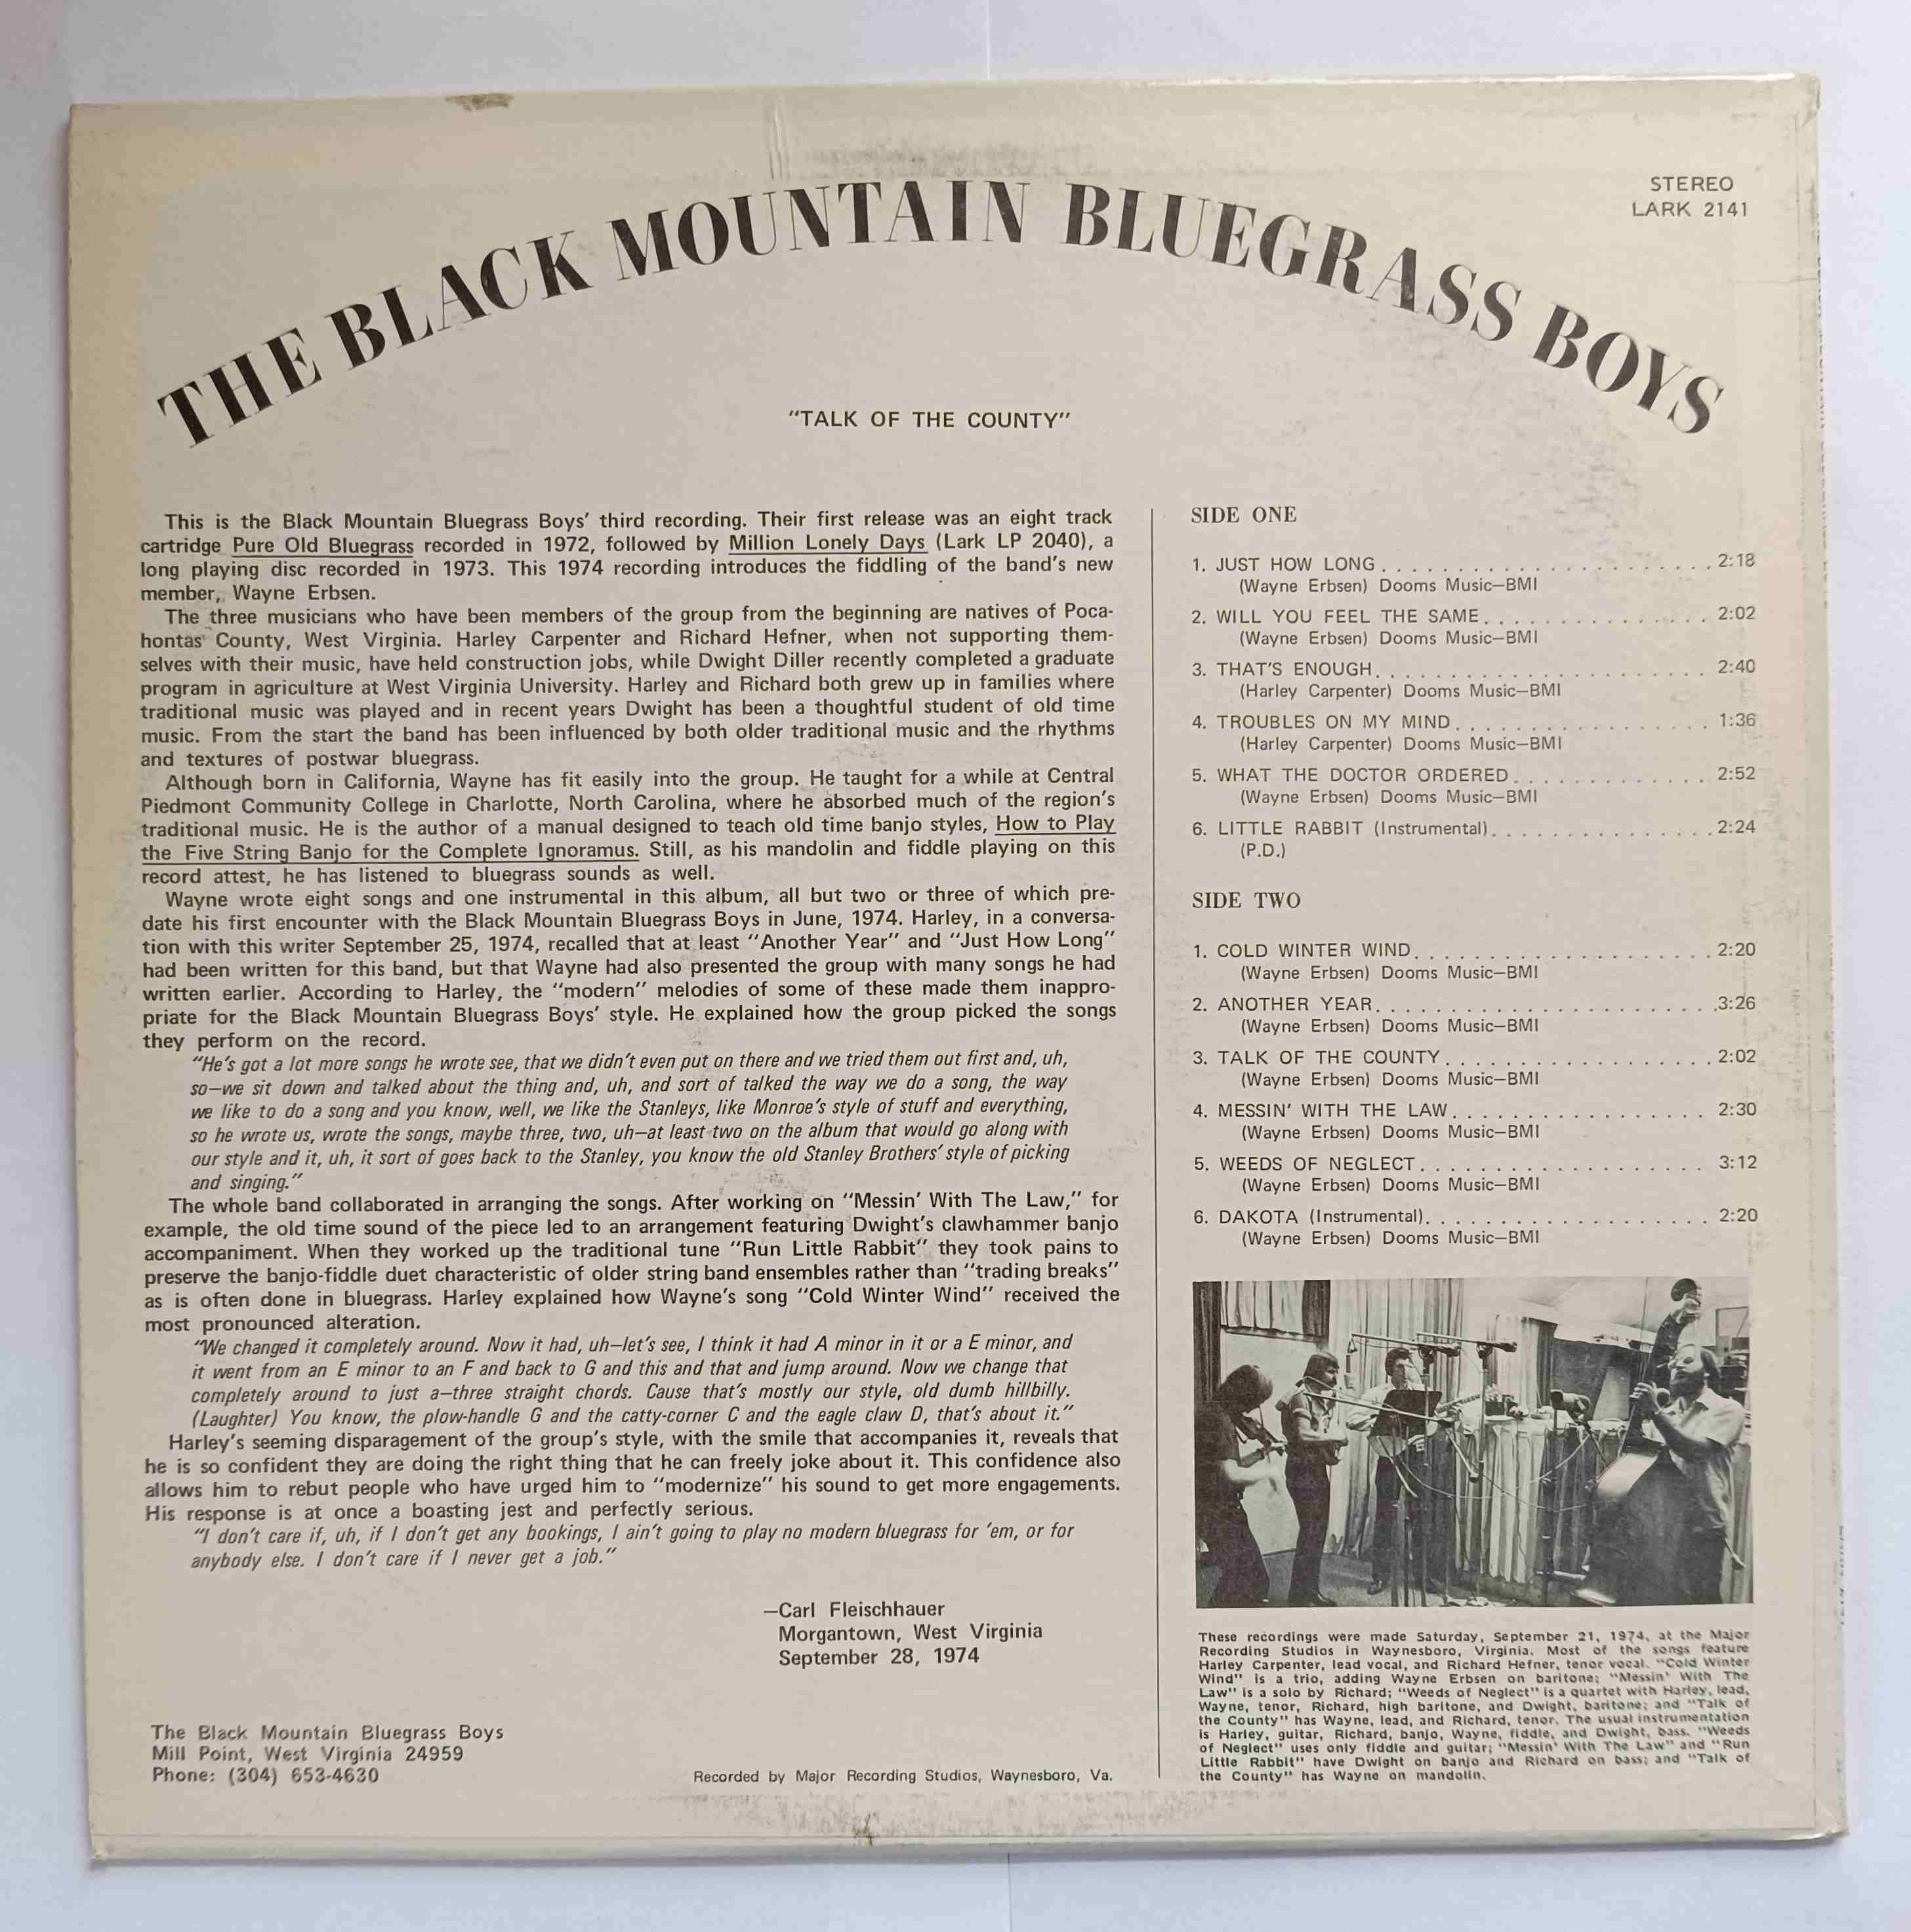 STEREO
LARK 2141
THE BLACK MOUNTAIN BLUEGRASS BOYS
"TALK OF THE COUNTY"
This is the Black Mountain Bluegrass Boys' third recording. Their first release was an eight track
cartridge Pure Old Bluegrass recorded in 1972, followed by Million Lonely Days (Lark LP 2040), a
long playing disc recorded in 1973. This 1974 recording introduces the fiddling of the band's new
member, Wayne Erbsen.
The three musicians who have been members of the group from the beginning are natives of Poca-
hontas County, West Virginia. Harley Carpenter and Richard Hefner, when not supporting them-
selves with their music, have held construction jobs, while Dwight Diller recently completed a graduate
program in agriculture at West Virginia University. Harley and Richard both grew up in families where
traditional music was played and in recent years Dwight has been a thoughtful student of old time
music. From the start the band has been influenced by both older traditional music and the rhythms
and textures of postwar bluegrass.
Although born in California, Wayne has fit easily into the group. He taught for a while at Central
Piedmont Community College in Charlotte, North Carolina, where he absorbed much of the region's
traditional music. He is the author of a manual designed to teach old time banjo styles, How to Play
the Five String Banjo for the Complete Ignoramus. Still, as his mandolin and fiddle playing on this
record attest, he has listened to bluegrass sounds as well.
Wayne wrote eight songs and one instrumental in this album, all but two or three of which pre-
date his first encounter with the Black Mountain Bluegrass Boys in June, 1974. Harley, in a conversa-
tion with this writer September 25, 1974, recalled that at least "Another Year" and "Just How Long"
had been written for this band, but that Wayne had also presented the group with many songs he had
written earlier. According to Harley, the "modern" melodies of some of these made them inappro-
priate for the Black Mountain Bluegrass Boys' style. He explained how the group picked the songs
they perform on the record.
"He's got a lot more songs he wrote see, that we didn't even put on there and we tried them out first and, uh,
so—we sit down and talked about the thing and, uh, and sort of talked the way we do a song, the way
we like to do a song and you know, well, we like the Stanleys, like Monroe's style of stuff and everything,
so he wrote us, wrote the songs, maybe three, two, uh—at least two on the album that would go along with
our style and it, uh, it sort of goes back to the Stanley, you know the old Stanley Brothers' style of picking
and singing."
The whole band collaborated in arranging the songs. After working on "Messin' With The Law," for
example, the old time sound of the piece led to an arrangement featuring Dwight's clawhammer banjo
accompaniment. When they worked up the traditional tune "Run Little Rabbit" they took pains to
preserve the banjo-fiddle duet characteristic of older string band ensembles rather than "trading breaks"
as is often done in bluegrass. Harley explained how Wayne's song "Cold Winter Wind" received the
most pronounced alteration.
"We changed it completely around. Now it had, uh—let's see, I think it had A minor in it or a E minor, and
it went from an E minor to an F and back to G and this and that and jump around. Now we change that
completely around to just a—three straight chords. Cause that's mostly our style, old dumb hillbilly.
(Laughter) You know, the plow-handle G and the catty-corner C and the eagle claw D, that's about it."
Harley's seeming disparagement of the group's style, with the smile that accompanies it, reveals that
he is so confident they are doing the right thing that he can freely joke about it. This confidence also
allows him to rebut people who have urged him to "modernize" his sound to get more engagements.
His response is at once a boasting jest and perfectly serious.
"I don't care if, uh, if I don't get any bookings, I ain't going to play no modern bluegrass for 'em, or for
anybody else. I don't care if I never get a job."
—Carl Fleischhauer
Morgantown, West Virginia
September 28, 1974
The Black Mountain Bluegrass Boys
Mill Point, West Virginia 24959
Phone: (304) 653-4630
Recorded by Major Recording Studios, Waynesboro, Va.
SIDE ONE
1. JUST HOW LONG . . . . . . . . . . . . . . . . . . . . . . 2:18
(Wayne Erbsen) Dooms Music—BMI
2. WILL YOU FEEL THE SAME . . . . . . . . . . . . . . . 2:02
(Wayne Erbsen) Dooms Music—BMI
3. THAT'S ENOUGH . . . . . . . . . . . . . . . . . . . . . . 2:40
(Harley Carpenter) Dooms Music—BMI
4. TROUBLES ON MY MIND . . . . . . . . . . . . . . . . . 1:36
(Harley Carpenter) Dooms Music—BMI
5. WHAT THE DOCTOR ORDERED . . . . . . . . . . . . . 2:52
(Wayne Erbsen) Dooms Music—BMI
6. LITTLE RABBIT (Instrumental) . . . . . . . . . . . . . . . 2:24
(P.D.)
SIDE TWO
1. COLD WINTER WIND . . . . . . . . . . . . . . . . . . . . 2:20
(Wayne Erbsen) Dooms Music—BMI
2. ANOTHER YEAR . . . . . . . . . . . . . . . . . . . . . . . 3:26
(Wayne Erbsen) Dooms Music—BMI
3. TALK OF THE COUNTY . . . . . . . . . . . . . . . . . . 2:02
(Wayne Erbsen) Dooms Music—BMI
4. MESSIN' WITH THE LAW . . . . . . . . . . . . . . . . . 2:30
(Wayne Erbsen) Dooms Music—BMI
5. WEEDS OF NEGLECT . . . . . . . . . . . . . . . . . . . 3:12
(Wayne Erbsen) Dooms Music—BMI
6. DAKOTA (Instrumental) . . . . . . . . . . . . . . . . . . . 2:20
(Wayne Erbsen) Dooms Music—BMI
These recordings were made Saturday, September 21, 1974, at the Major
Recording Studios in Waynesboro, Virginia. Most of the songs feature
Harley Carpenter, lead vocal, and Richard Hefner, tenor vocal. "Cold Winter
Wind" is a trio, adding Wayne Erbsen on baritone; "Messin' With The
Law" is a solo by Richard; "Weeds of Neglect" is a quartet with Harley, lead,
Wayne, tenor, Richard, high baritone, and Dwight, baritone; and "Talk of
the County" has Wayne, lead, and Richard, tenor. The usual instrumentation
is Harley, guitar, Richard, banjo, Wayne, fiddle, and Dwight, bass. "Weeds
of Neglect" uses only fiddle and guitar; "Messin' With The Law" and "Run
Little Rabbit" have Dwight on banjo and Richard on bass; and "Talk of
the County" has Wayne on mandolin.